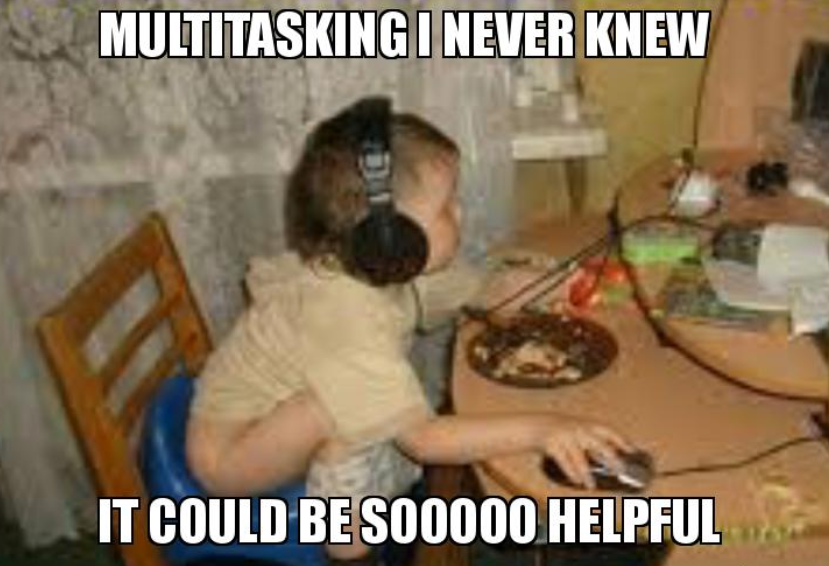 MULTITASKING I NEVER KNEW
IT COULD BE SOOOOO HELPFUL